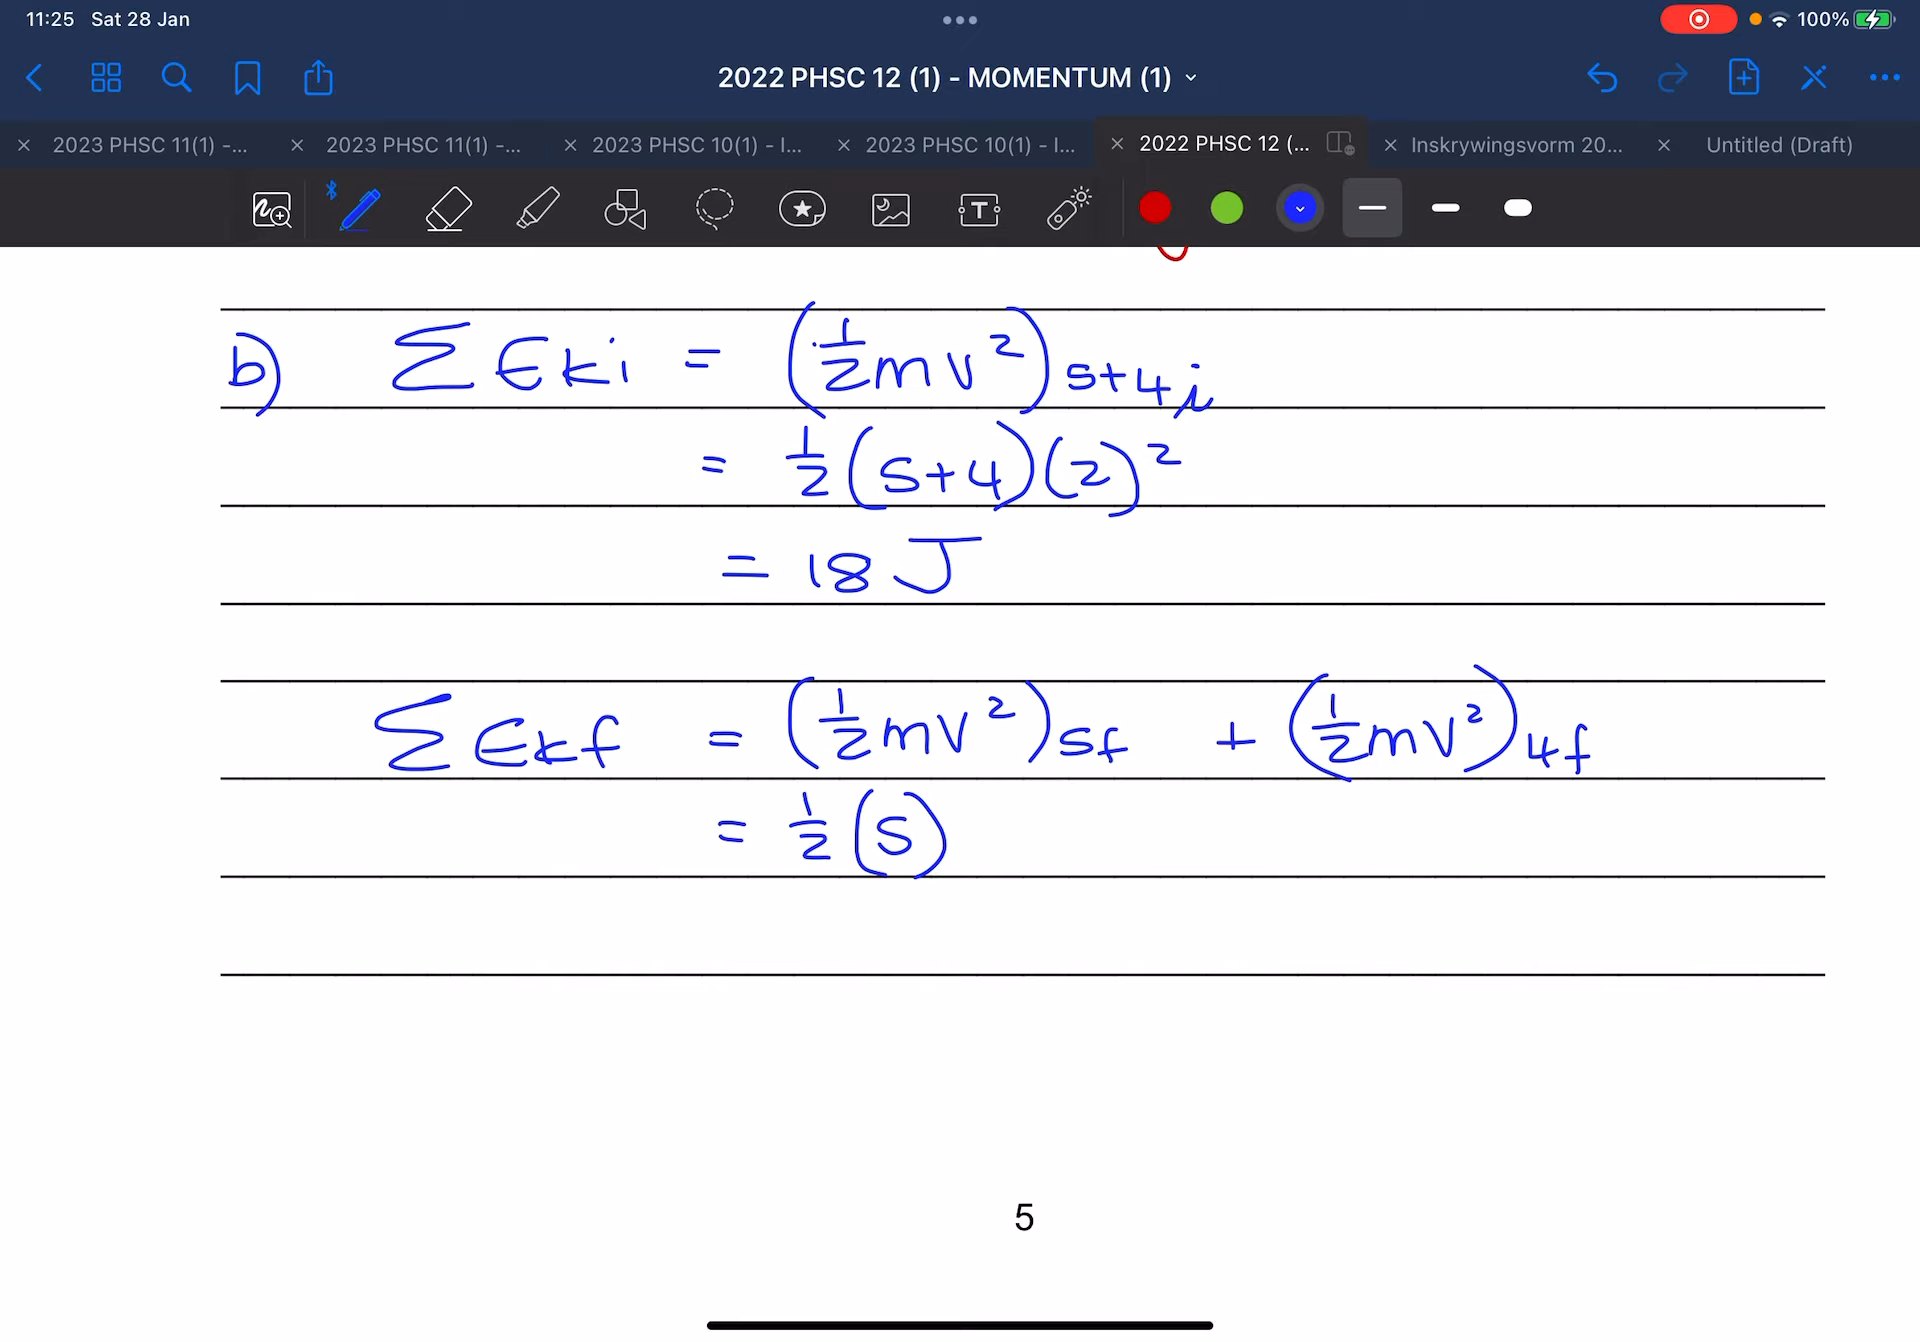 11:25 Sat 28 Jan 100%
2022 PHSC 12 (1) - MOMENTUM (1)
2023 PHSC 11(1) -... 2023 PHSC 11(1) -... 2023 PHSC 10(1) - I... 2023 PHSC 10(1) - I... 2022 PHSC 12 (... Inskrywingsvorm 20... Untitled (Draft)
T
b) Σ Eki = (½mv²)5+4i
= ½(5+4)(2)²
= 18 J
Σ Ekf = (½mv²)5f + (½mv²)4f
= ½(5)
5